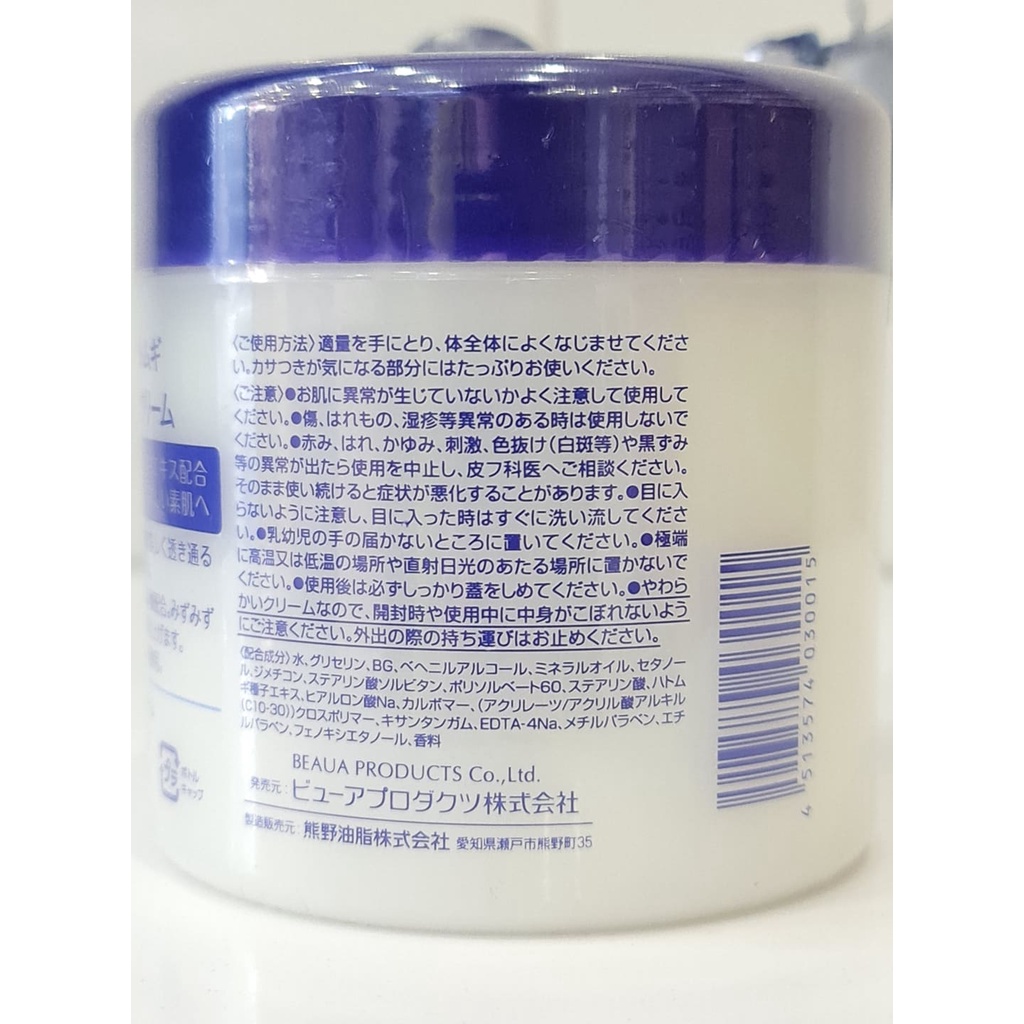 ムギ
リーム
エキス配合
い素肌へ
く透き通る
みずみず
げます。
プラ
ボトル
キャップ
〈ご使用方法〉適量を手にとり、体全体によくなじませてくださ
い。カサつきが気になる部分にはたっぷりお使いください。
〈ご注意〉●お肌に異常が生じていないかよく注意して使用して
ください。●傷、はれもの、湿疹等異常のある時は使用しないで
ください。●赤み、はれ、かゆみ、刺激、色抜け(白斑等)や黒ずみ
等の異常が出たら使用を中止し、皮フ科医へご相談ください。
そのまま使い続けると症状が悪化することがあります。●目に入
らないように注意し、目に入った時はすぐに洗い流してくださ
い。●乳幼児の手の届かないところに置いてください。●極端
に高温又は低温の場所や直射日光のあたる場所に置かないで
ください。●使用後は必ずしっかり蓋をしめてください。●やわら
かいクリームなので、開封時や使用中に中身がこぼれないよう
にご注意ください。外出の際の持ち運びはお止めください。
〈配合成分〉水、グリセリン、BG、ベヘニルアルコール、ミネラルオイル、セタノー
ル、ジメチコン、ステアリン酸ソルビタン、ポリソルベート60、ステアリン酸、ハトム
ギ種子エキス、ヒアルロン酸Na、カルボマー、(アクリレーツ/アクリル酸アルキル
(C10-30))クロスポリマー、キサンタンガム、EDTA-4Na、メチルパラベン、エチ
ルパラベン、フェノキシエタノール、香料
BEAUA PRODUCTS Co.,Ltd.
発売元:ビューアプロダクツ株式会社
製造販売元:熊野油脂株式会社 愛知県瀬戸市熊野町35
4513574030015